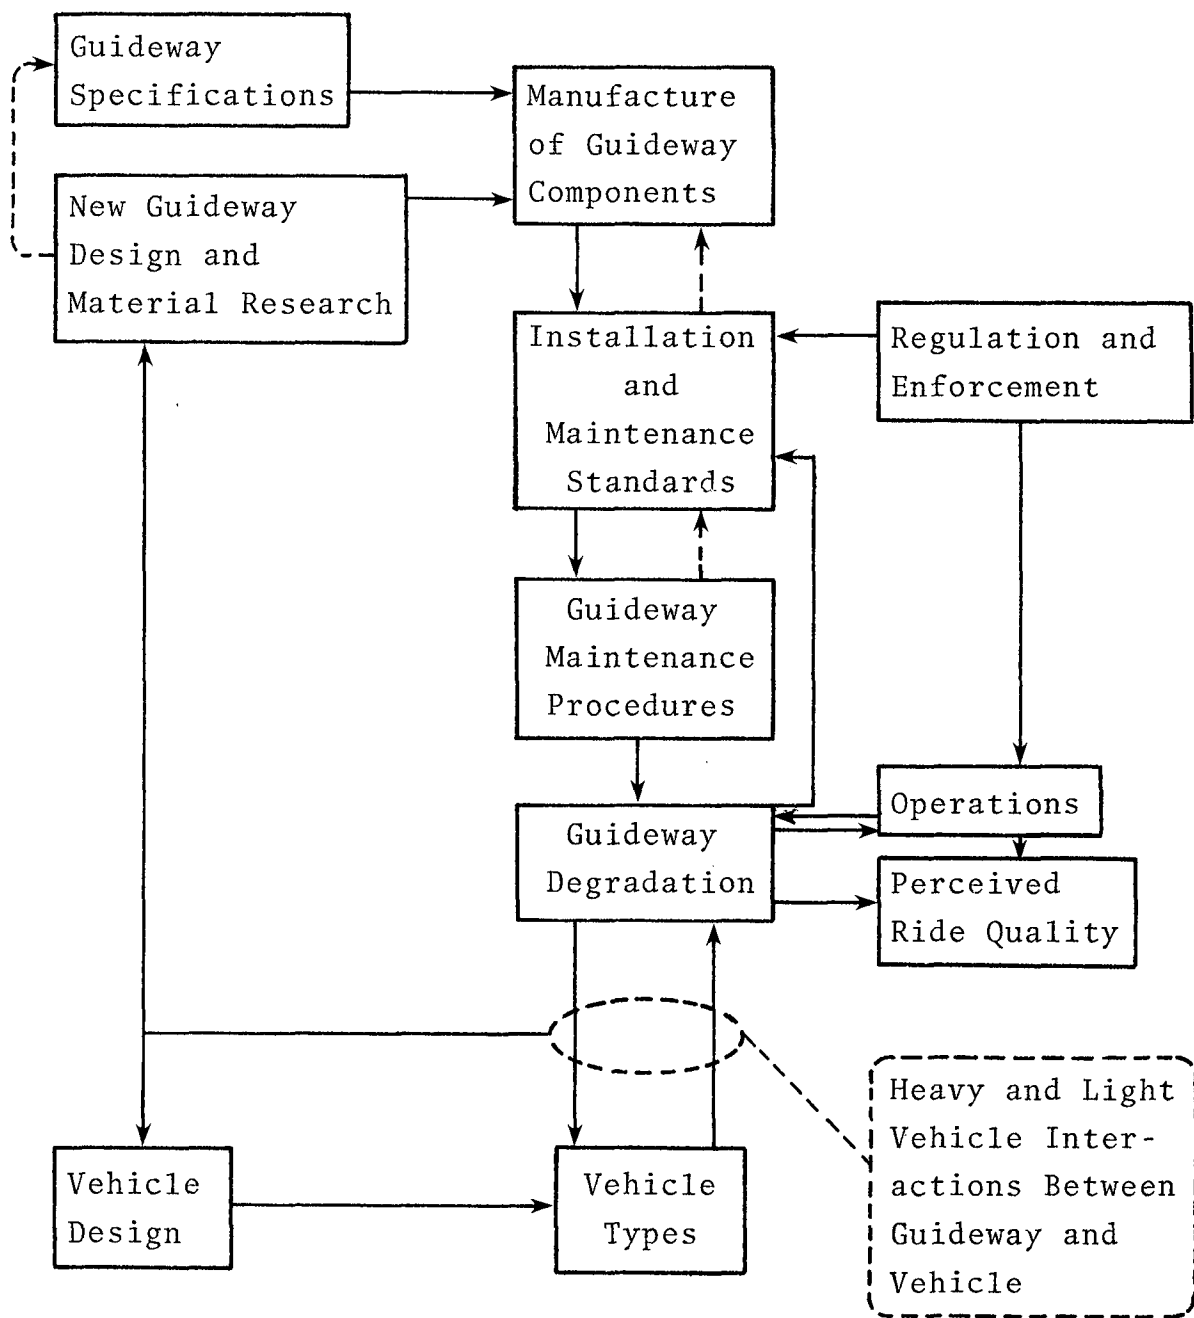 Guideway
Specifications
Manufacture
of Guideway
Components
New Guideway
Design and
Material Research
Installation
and
Maintenance
Standards
Regulation and
Enforcement
Guideway
Maintenance
Procedures
Operations
Guideway
Degradation
Perceived
Ride Quality
Heavy and Light
Vehicle Inter-
actions Between
Guideway and
Vehicle
Vehicle
Design
Vehicle
Types